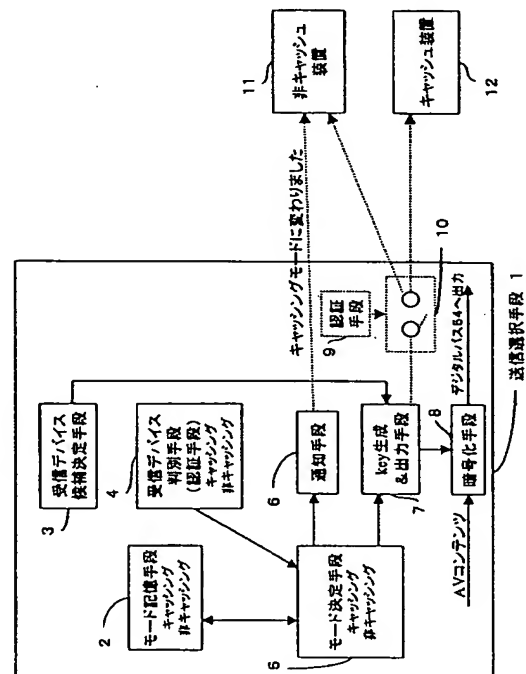 2
モード記憶手段
キャッシング
非キャッシング
3
受信デバイス
候補決定手段
4
受信デバイス
判別手段
(認証手段)
キャッシング
非キャッシング
6
モード決定手段
キャッシング
非キャッシング
6
通知手段
キャッシングモードに変わりました
key生成
&出力手段
7
8
暗号化手段
AVコンテンツ
デジタルバス54へ出力
9
認証
手段
10
送信選択手段 1
11
非キャッシュ
装置
キャッシュ装置
12